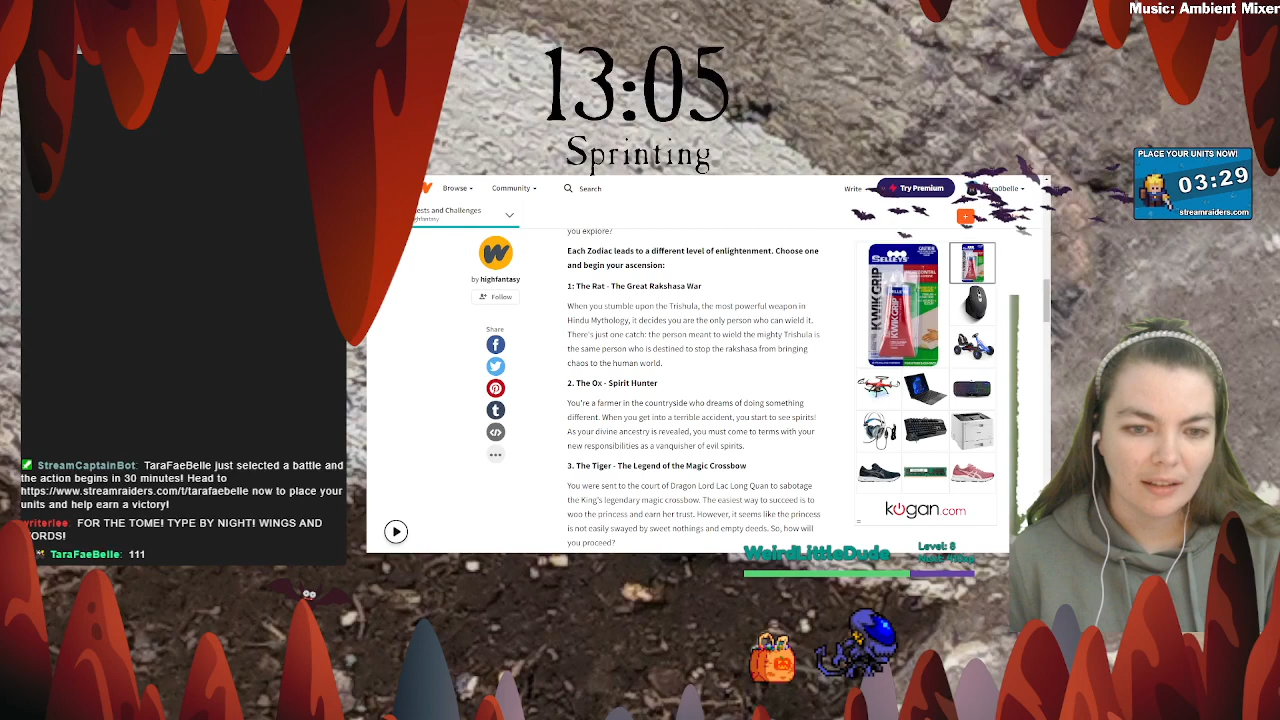 Music: Ambient Mixer
13:05
Sprinting
PLACE YOUR UNITS NOW!
03:29
streamraiders.com
Browse
Community
Search
Write
Try Premium
ests and Challenges
highfantasy
by highfantasy
Follow
Share
you explore?
Each Zodiac leads to a different level of enlightenment. Choose one
and begin your ascension:
1: The Rat - The Great Rakshasa War
When you stumble upon the Trishula, the most powerful weapon in
Hindu Mythology, it decides you are the only person who can wield it.
There's just one catch: the person meant to wield the mighty Trishula is
the same person who is destined to stop the rakshasa from bringing
chaos to the human world.
2. The Ox - Spirit Hunter
You're a farmer in the countryside who dreams of doing something
different. When you get into a terrible accident, you start to see spirits!
As your divine ancestry is revealed, you must come to terms with your
new responsibilities as a vanquisher of evil spirits.
3. The Tiger - The Legend of the Magic Crossbow
You were sent to the court of Dragon Lord Lac Long Quan to sabotage
the King's legendary magic crossbow. The easiest way to succeed is to
woo the princess and earn her trust. However, it seems like the princess
is not easily swayed by sweet nothings and empty deeds. So, how will
you proceed?
SELLEYS
KWIK GRIP
kogan.com
StreamCaptainBot: TaraFaeBelle just selected a battle and
the action begins in 30 minutes! Head to
https://www.streamraiders.com/t/tarafaebelle now to place your
units and help earn a victory!
writerlee FOR THE TOME! TYPE BY NIGHT! WINGS AND
ORDS!
TaraFaeBelle: 111
WeirdLittleDude
Level: 8